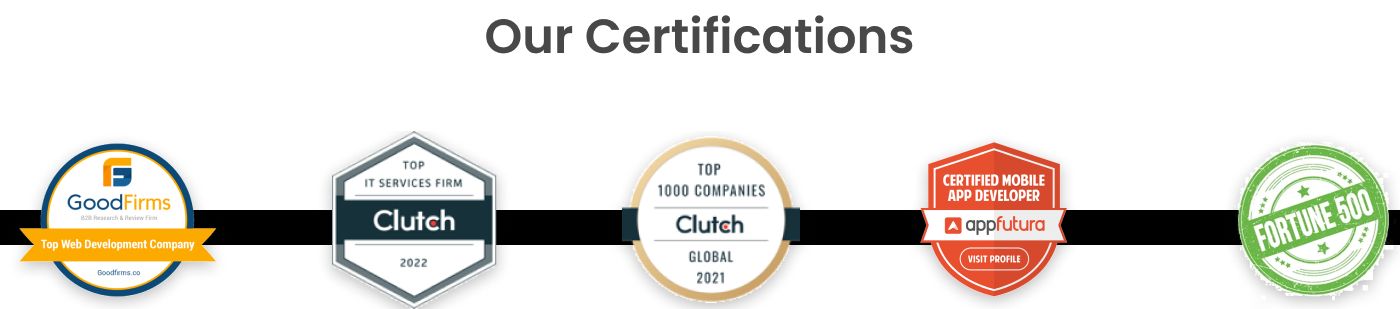 Our Certifications
GoodFirms
B2B Research & Review Firm
Top Web Development Company
Goodfirms.co
TOP
IT SERVICES FIRM
Clutch
2022
TOP
1000 COMPANIES
Clutch
GLOBAL
2021
CERTIFIED MOBILE
APP DEVELOPER
appfutura
VISIT PROFILE
FORTUNE 500